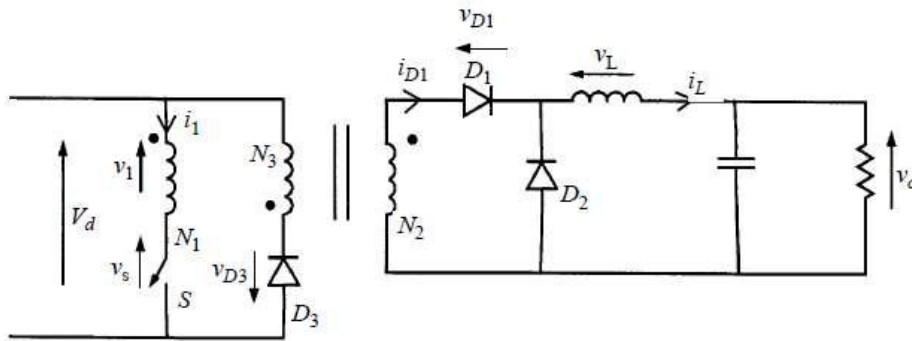 v_D1
v_L
i_D1
D_1
i_L
i_1
N_3
v_1
V_d
N_1
v_s
S
v_D3
D_3
N_2
D_2